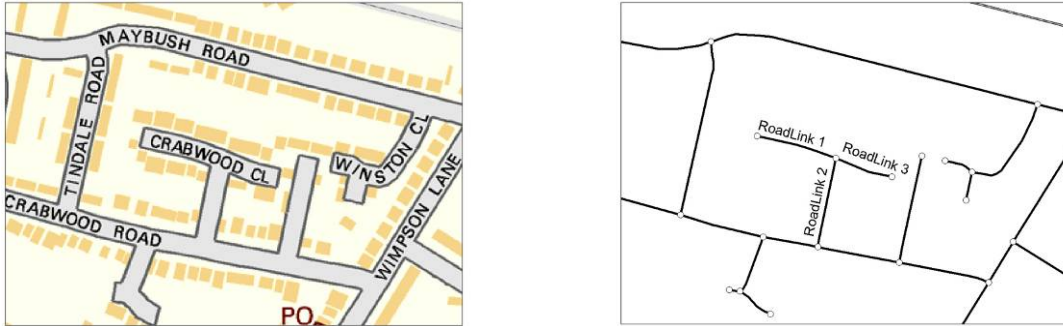 MAYBUSH ROAD
TINDALE ROAD
CRABWOOD CL
WINSTON CL
WIMPSON LANE
CRABWOOD ROAD
PO
RoadLink 1
RoadLink 3
RoadLink 2